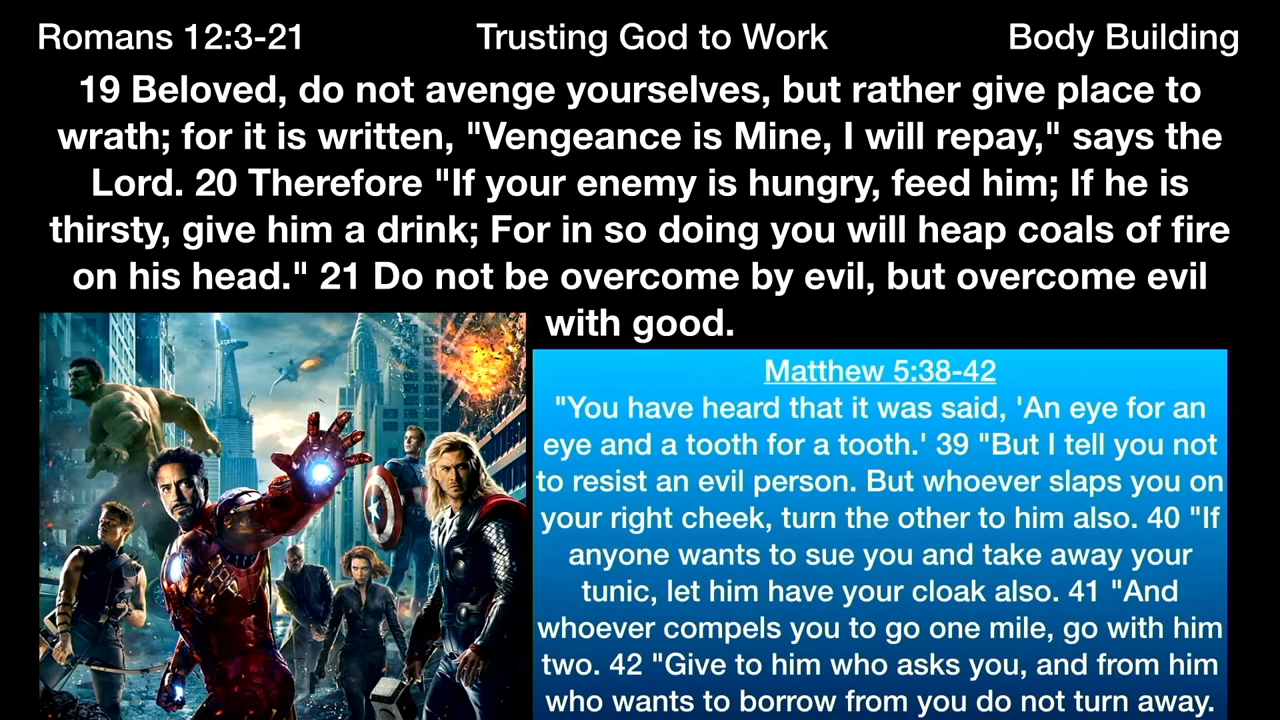 Romans 12:3-21 Trusting God to Work Body Building
19 Beloved, do not avenge yourselves, but rather give place to
wrath; for it is written, "Vengeance is Mine, I will repay," says the
Lord. 20 Therefore "If your enemy is hungry, feed him; If he is
thirsty, give him a drink; For in so doing you will heap coals of fire
on his head." 21 Do not be overcome by evil, but overcome evil
with good.
Matthew 5:38-42
"You have heard that it was said, 'An eye for an
eye and a tooth for a tooth.' 39 "But I tell you not
to resist an evil person. But whoever slaps you on
your right cheek, turn the other to him also. 40 "If
anyone wants to sue you and take away your
tunic, let him have your cloak also. 41 "And
whoever compels you to go one mile, go with him
two. 42 "Give to him who asks you, and from him
who wants to borrow from you do not turn away.